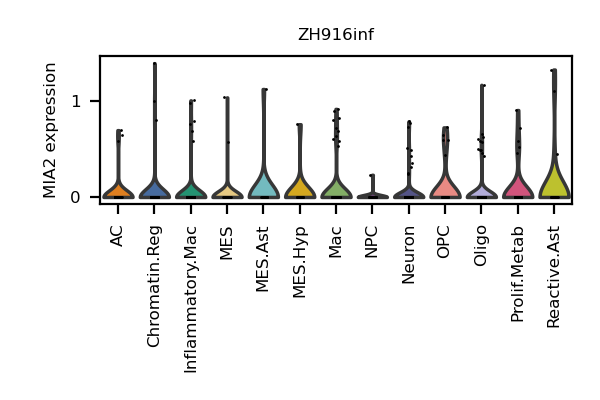 ZH916inf
MIA2 expression
1
0
AC
Chromatin.Reg
Inflammatory.Mac
MES
MES.Ast
MES.Hyp
Mac
NPC
Neuron
OPC
Oligo
Prolif.Metab
Reactive.Ast